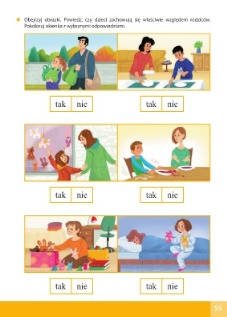 Obejrzyj obrazki. Powiedz, czy dzieci zachowują się właściwie względem rodziców.
Pokoloruj okienka z wybranymi odpowiedziami.
tak nie tak nie
tak nie tak nie
tak nie tak nie
55